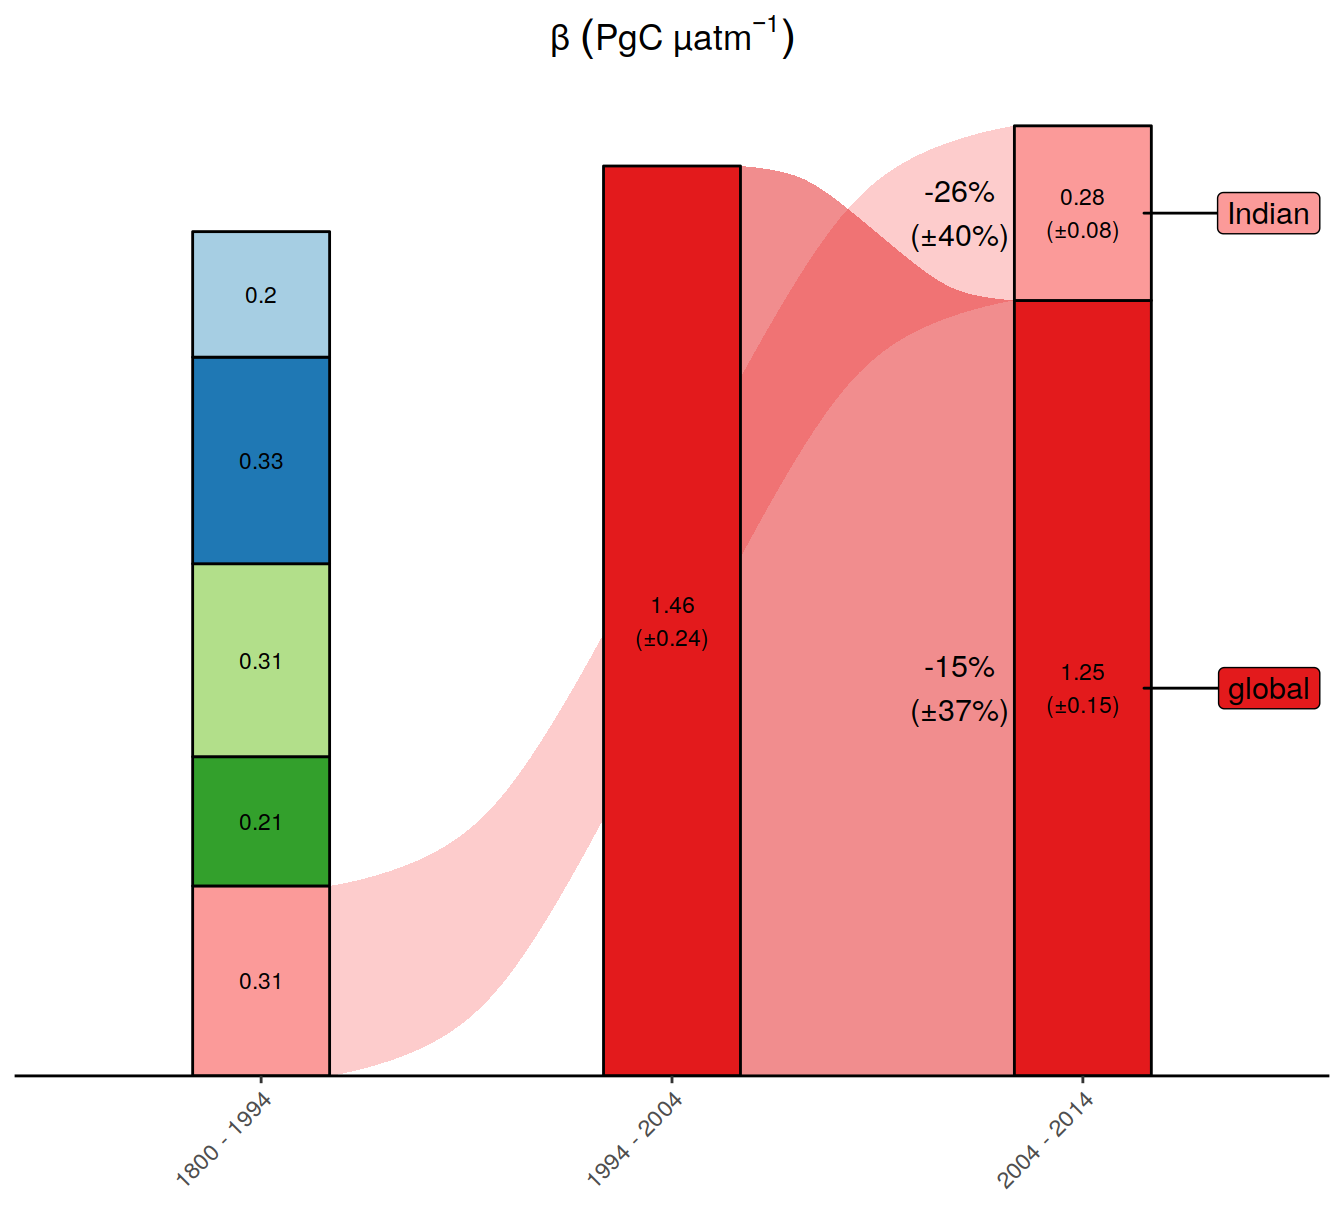 β (PgC µatm⁻¹)
0.2
0.33
0.31
0.21
0.31
1.46
(±0.24)
-26%
(±40%)
0.28
(±0.08)
Indian
-15%
(±37%)
1.25
(±0.15)
global
1800 - 1994
1994 - 2004
2004 - 2014